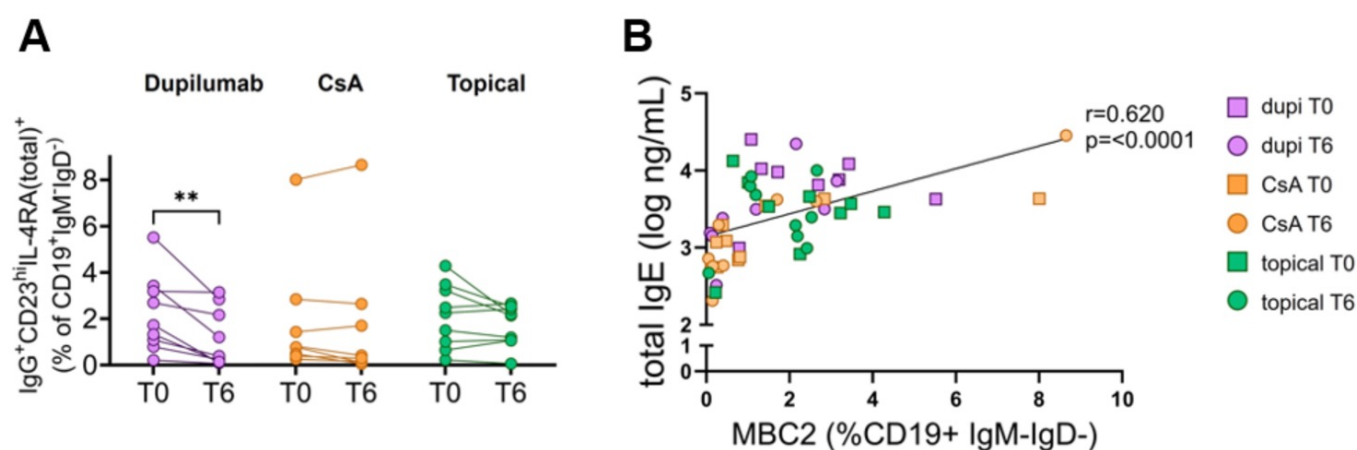 A
Dupilumab CsA Topical
IgG⁺CD23ʰⁱIL-4RA(total)⁺
(% of CD19⁺IgM⁻IgD⁻)
8
6
4
2
0
**
T0 T6 T0 T6 T0 T6
B
total IgE (log ng/mL)
5
4
3
2
1
0
r=0.620
p=<0.0001
0 2 4 6 8 10
MBC2 (%CD19+ IgM-IgD-)
dupi T0
dupi T6
CsA T0
CsA T6
topical T0
topical T6